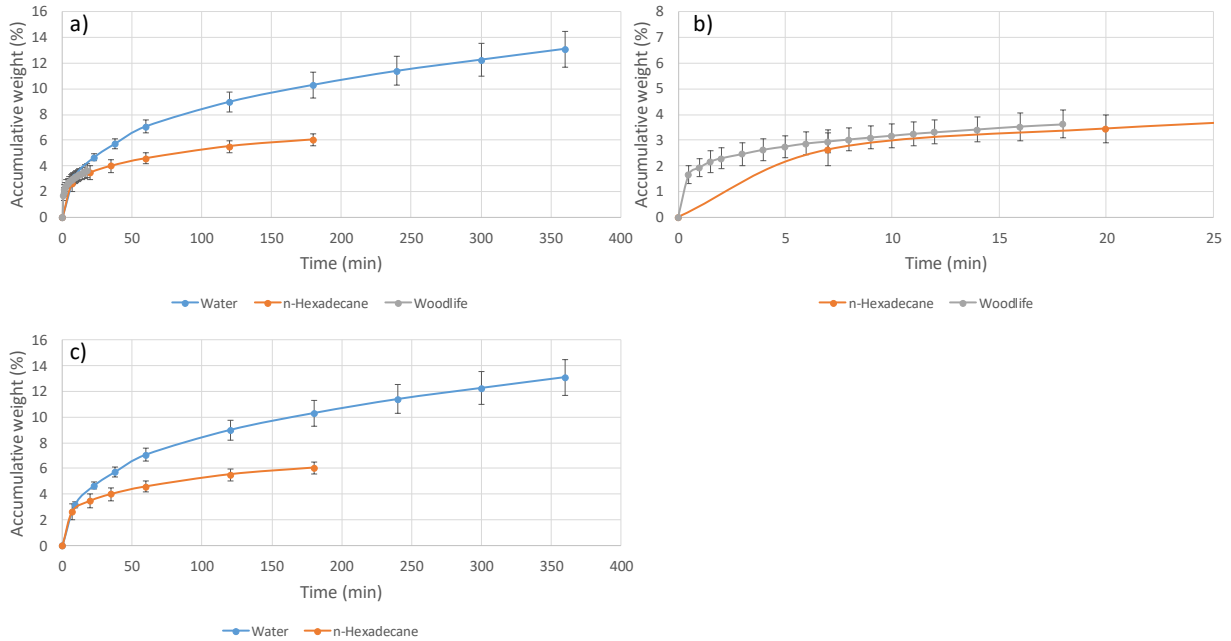 a)
Accumulative weight (%)
16
14
12
10
8
6
4
2
0
0 50 100 150 200 250 300 350 400
Time (min)
Water n-Hexadecane Woodlife
b)
Accumulative weight (%)
8
7
6
5
4
3
2
1
0
0 5 10 15 20 25
Time (min)
n-Hexadecane Woodlife
c)
Accumulative weight (%)
16
14
12
10
8
6
4
2
0
0 50 100 150 200 250 300 350 400
Time (min)
Water n-Hexadecane